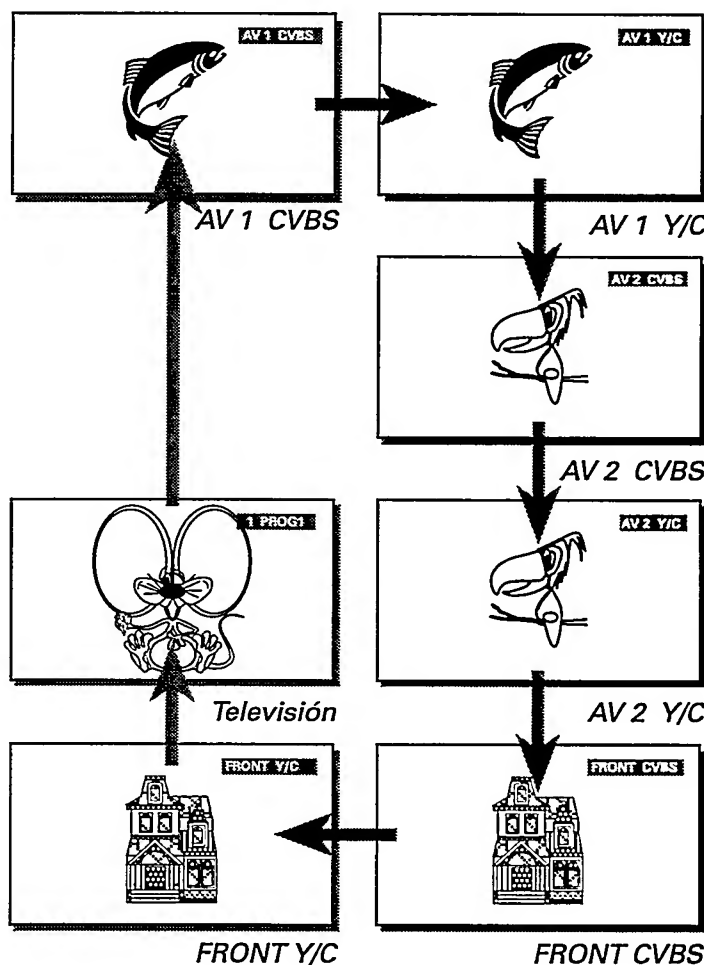 AV 1 CVBS
AV 1 Y/C
AV 1 CVBS
AV 1 Y/C
AV 2 CVBS
AV 2 CVBS
1 PROG1
AV 2 Y/C
Televisión
AV 2 Y/C
FRONT Y/C
FRONT CVBS
FRONT Y/C
FRONT CVBS